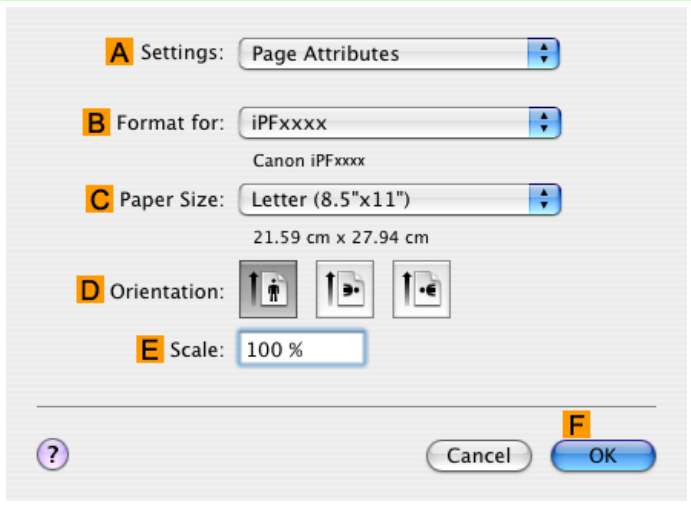 A Settings: Page Attributes
B Format for: iPFxxxx
Canon iPFxxxx
C Paper Size: Letter (8.5"x11")
21.59 cm x 27.94 cm
D Orientation:
E Scale: 100 %
F
? Cancel OK